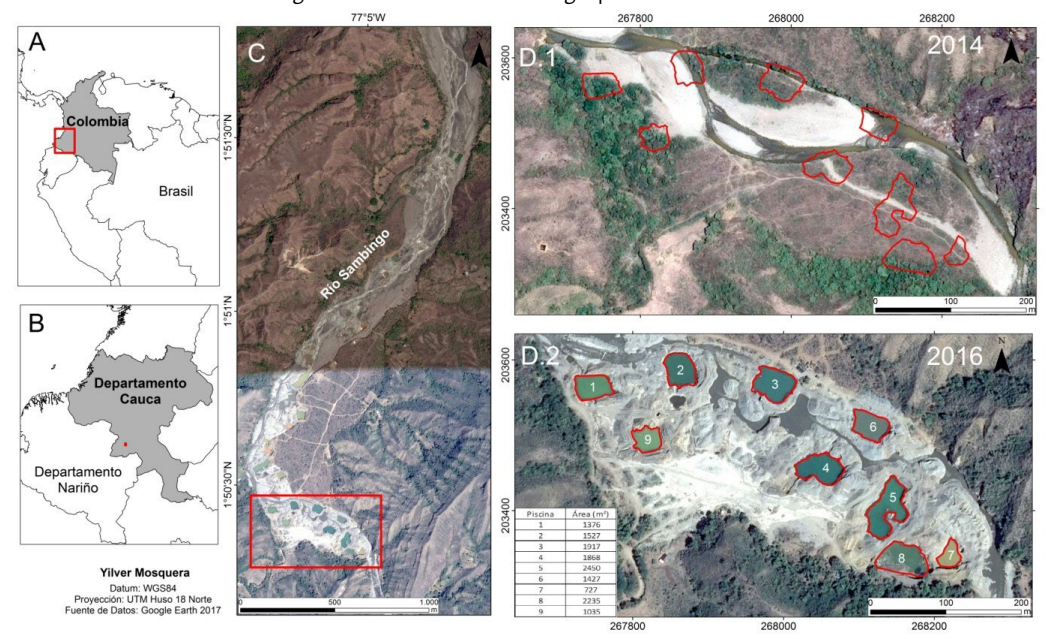 77°5'W
267800
268000
268200
A
Colombia
Brasil
B
Departamento
Cauca
Departamento
Nariño
Yilver Mosquera
Datum: WGS84
Proyección: UTM Huso 18 Norte
Fuente de Datos: Google Earth 2017
C
N
1°51'30"N
1°51'N
1°50'30"N
Río Sambingo
0
500
1.000
m
D.1
2014
N
203600
203400
0
100
200
m
D.2
2016
N
203600
203400
1
2
3
4
5
6
7
8
9
Piscina Área (m²)
1 1376
2 1527
3 1917
4 1868
5 2450
6 1427
7 727
8 2235
9 1035
0
100
200
m
267800
268000
268200